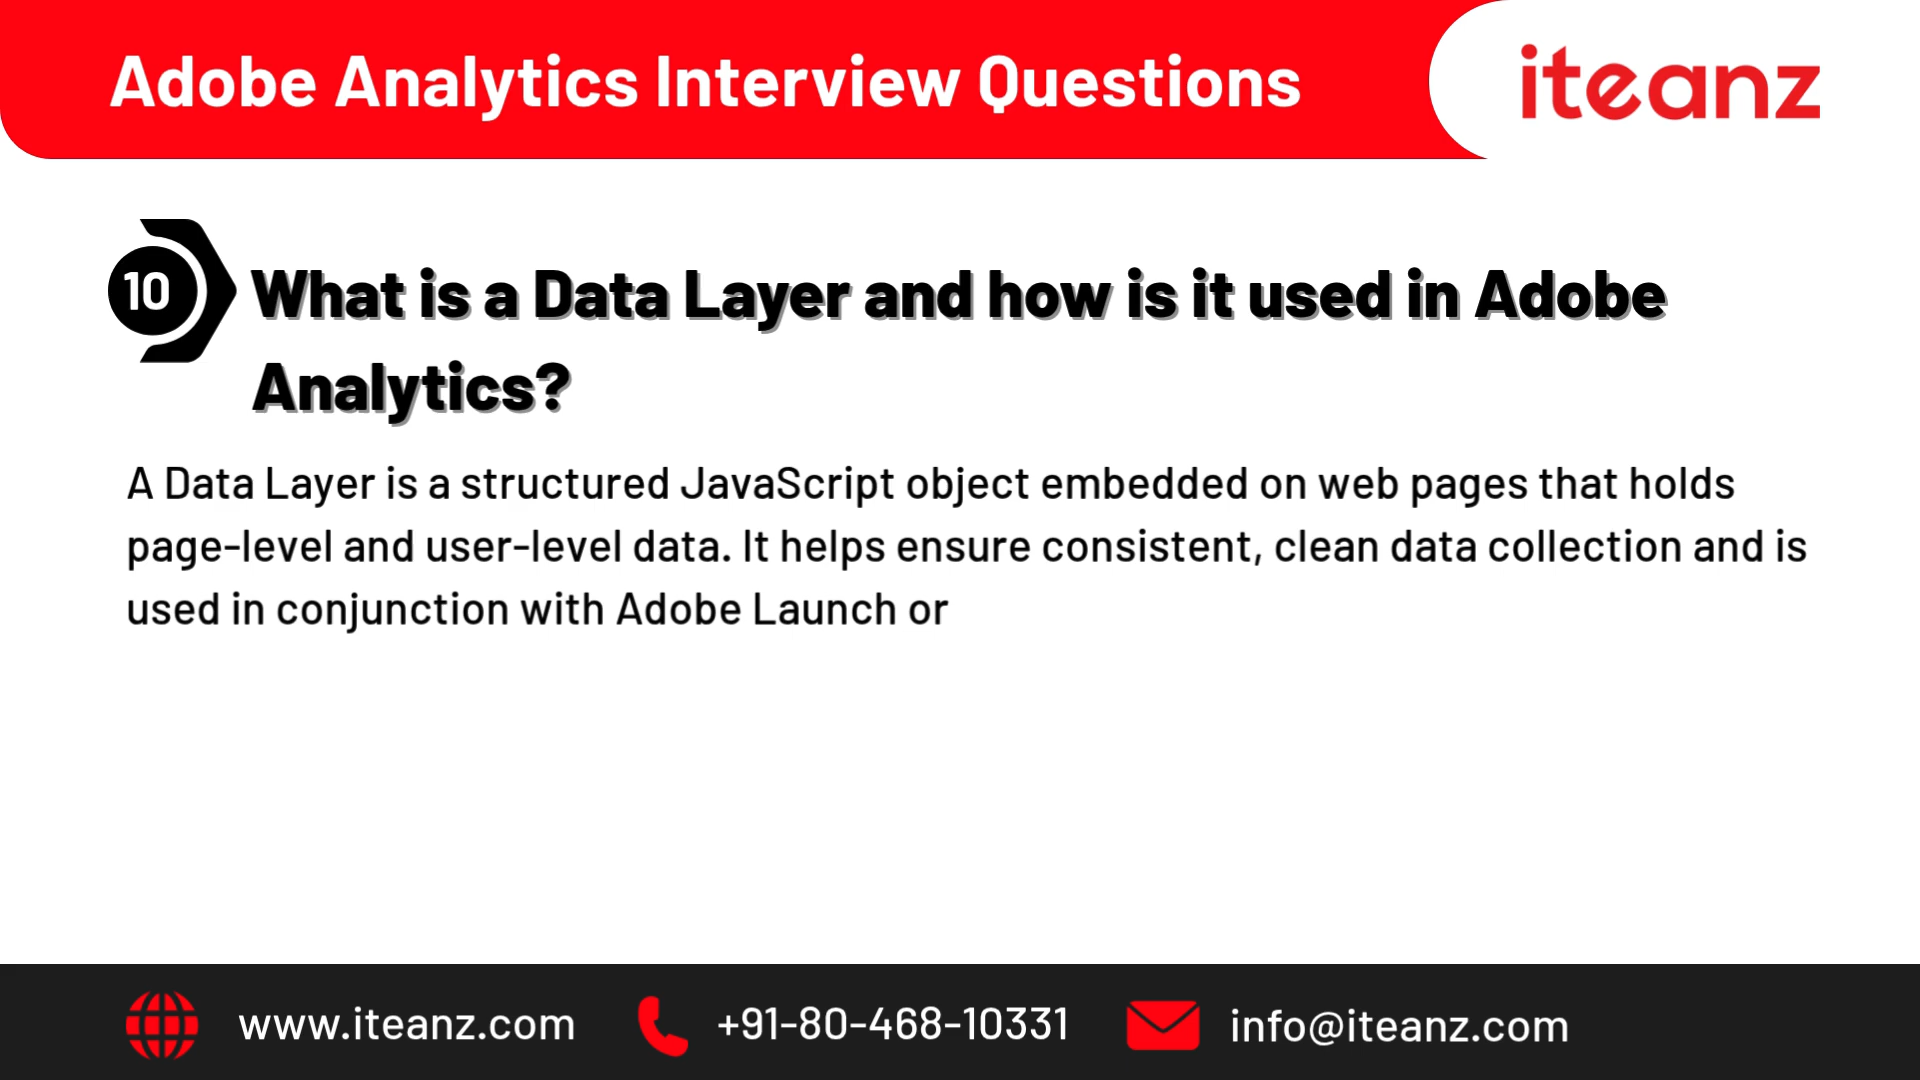 Adobe Analytics Interview Questions
iteanz
10
What is a Data Layer and how is it used in Adobe
Analytics?
A Data Layer is a structured JavaScript object embedded on web pages that holds
page-level and user-level data. It helps ensure consistent, clean data collection and is
used in conjunction with Adobe Launch or
www.iteanz.com
+91-80-468-10331
info@iteanz.com